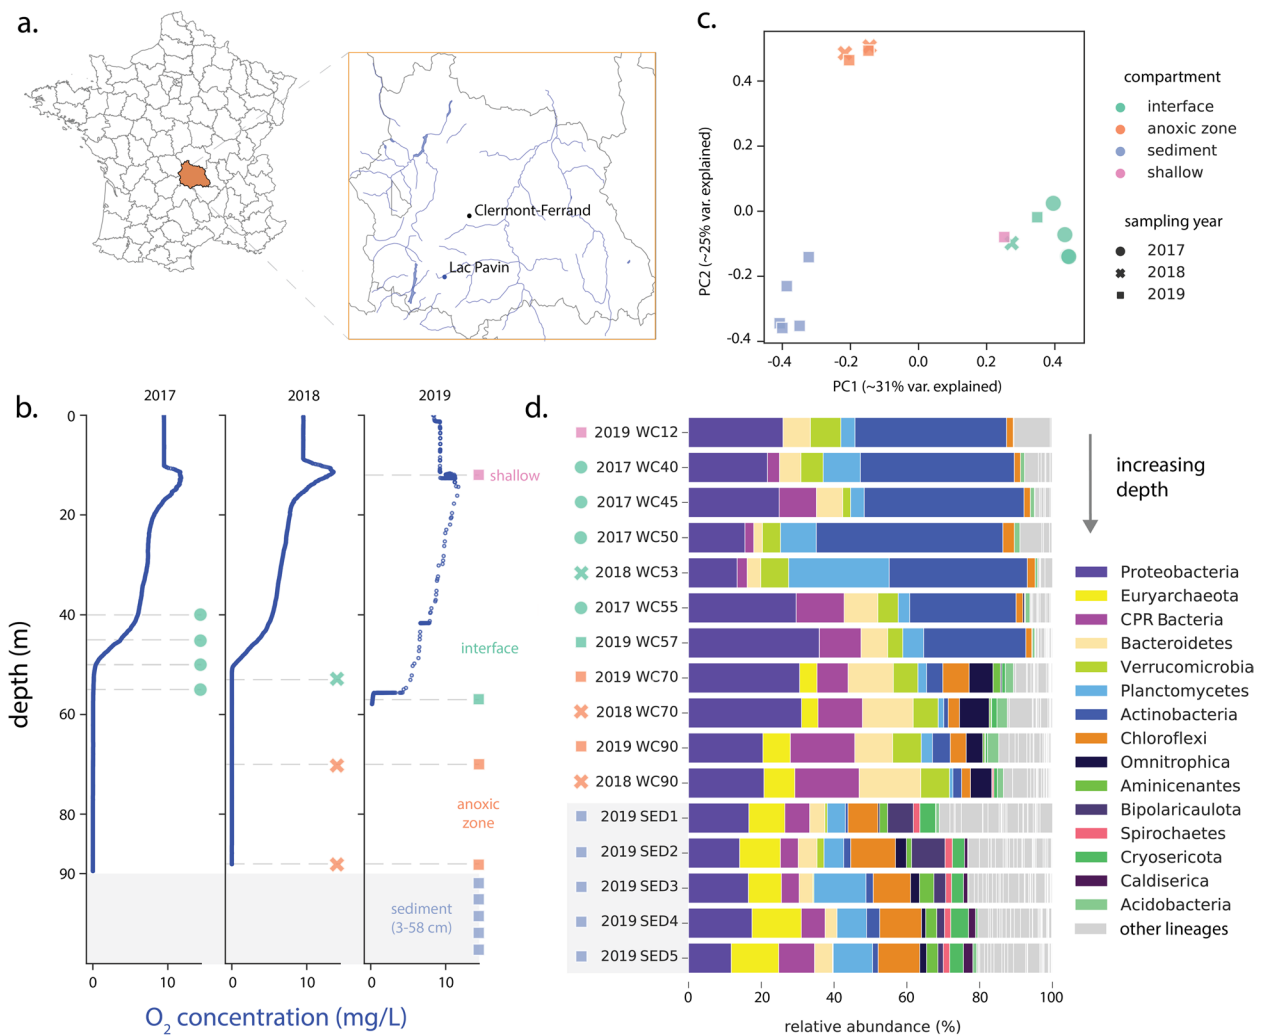 a.
Clermont-Ferrand
Lac Pavin
c.
0.4
0.2
0.0
-0.2
-0.4
PC2 (~25% var. explained)
-0.4
-0.2
0.0
0.2
0.4
PC1 (~31% var. explained)
compartment
interface
anoxic zone
sediment
shallow
sampling year
2017
2018
2019
b.
2017
2018
2019
0
20
40
60
80
90
depth (m)
shallow
interface
anoxic
zone
sediment
(3-58 cm)
0
10
0
10
0
10
O2 concentration (mg/L)
d.
2019 WC12
2017 WC40
2017 WC45
2017 WC50
2018 WC53
2017 WC55
2019 WC57
2019 WC70
2018 WC70
2019 WC90
2018 WC90
2019 SED1
2019 SED2
2019 SED3
2019 SED4
2019 SED5
0
20
40
60
80
100
relative abundance (%)
increasing
depth
Proteobacteria
Euryarchaeota
CPR Bacteria
Bacteroidetes
Verrucomicrobia
Planctomycetes
Actinobacteria
Chloroflexi
Omnitrophica
Aminicenantes
Bipolaricaulota
Spirochaetes
Cryosericota
Caldiserica
Acidobacteria
other lineages